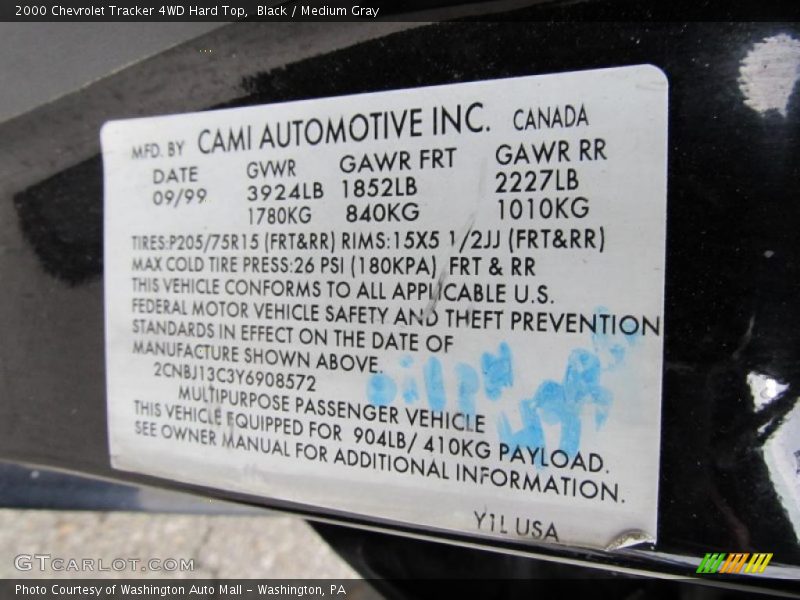 2000 Chevrolet Tracker 4WD Hard Top,  Black / Medium Gray
MFD. BY CAMI AUTOMOTIVE INC. CANADA
DATE GVWR GAWR FRT GAWR RR
09/99 3924LB 1852LB 2227LB
1780KG 840KG 1010KG
TIRES:P205/75R15 (FRT&RR) RIMS:15X5 1/2JJ (FRT&RR)
MAX COLD TIRE PRESS:26 PSI (180KPA) FRT & RR
THIS VEHICLE CONFORMS TO ALL APPLICABLE U.S.
FEDERAL MOTOR VEHICLE SAFETY AND THEFT PREVENTION
STANDARDS IN EFFECT ON THE DATE OF
MANUFACTURE SHOWN ABOVE.
2CNBJ13C3Y6908572
MULTIPURPOSE PASSENGER VEHICLE
THIS VEHICLE EQUIPPED FOR 904LB/ 410KG PAYLOAD.
SEE OWNER MANUAL FOR ADDITIONAL INFORMATION.
Y1L USA
GTCARLOT.COM
Photo Courtesy of Washington Auto Mall - Washington, PA